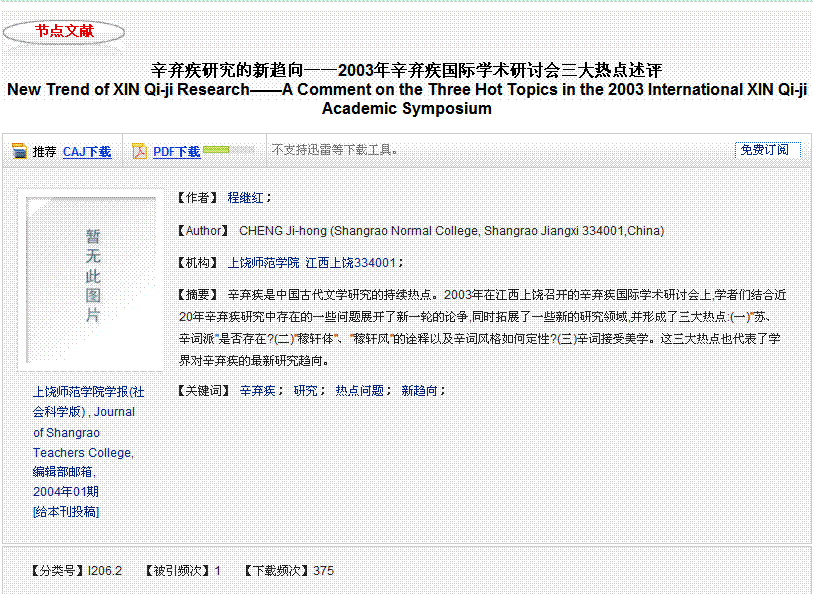 节点文献
辛弃疾研究的新趋向——2003年辛弃疾国际学术研讨会三大热点述评
New Trend of XIN Qi-ji Research——A Comment on the Three Hot Topics in the 2003 International XIN Qi-ji
Academic Symposium
推荐 CAJ下载 PDF下载 不支持迅雷等下载工具。 免费订阅
暂无此图片
【作者】 程继红；
【Author】 CHENG Ji-hong (Shangrao Normal College, Shangrao Jiangxi 334001,China)
【机构】 上饶师范学院 江西上饶334001；
【摘要】 辛弃疾是中国古代文学研究的持续热点。2003年在江西上饶召开的辛弃疾国际学术研讨会上,学者们结合近
20年辛弃疾研究中存在的一些问题展开了新一轮的论争,同时拓展了一些新的研究领域,并形成了三大热点:(一)"苏、
辛词派"是否存在?(二)"稼轩体"、"稼轩风"的诠释以及辛词风格如何定性?(三)辛词接受美学。这三大热点也代表了学
界对辛弃疾的最新研究趋向。
【关键词】 辛弃疾； 研究； 热点问题； 新趋向；
上饶师范学院学报(社
会科学版) , Journal
of Shangrao
Teachers College,
编辑部邮箱,
2004年01期
[给本刊投稿]
【分类号】I206.2 【被引频次】1 【下载频次】375